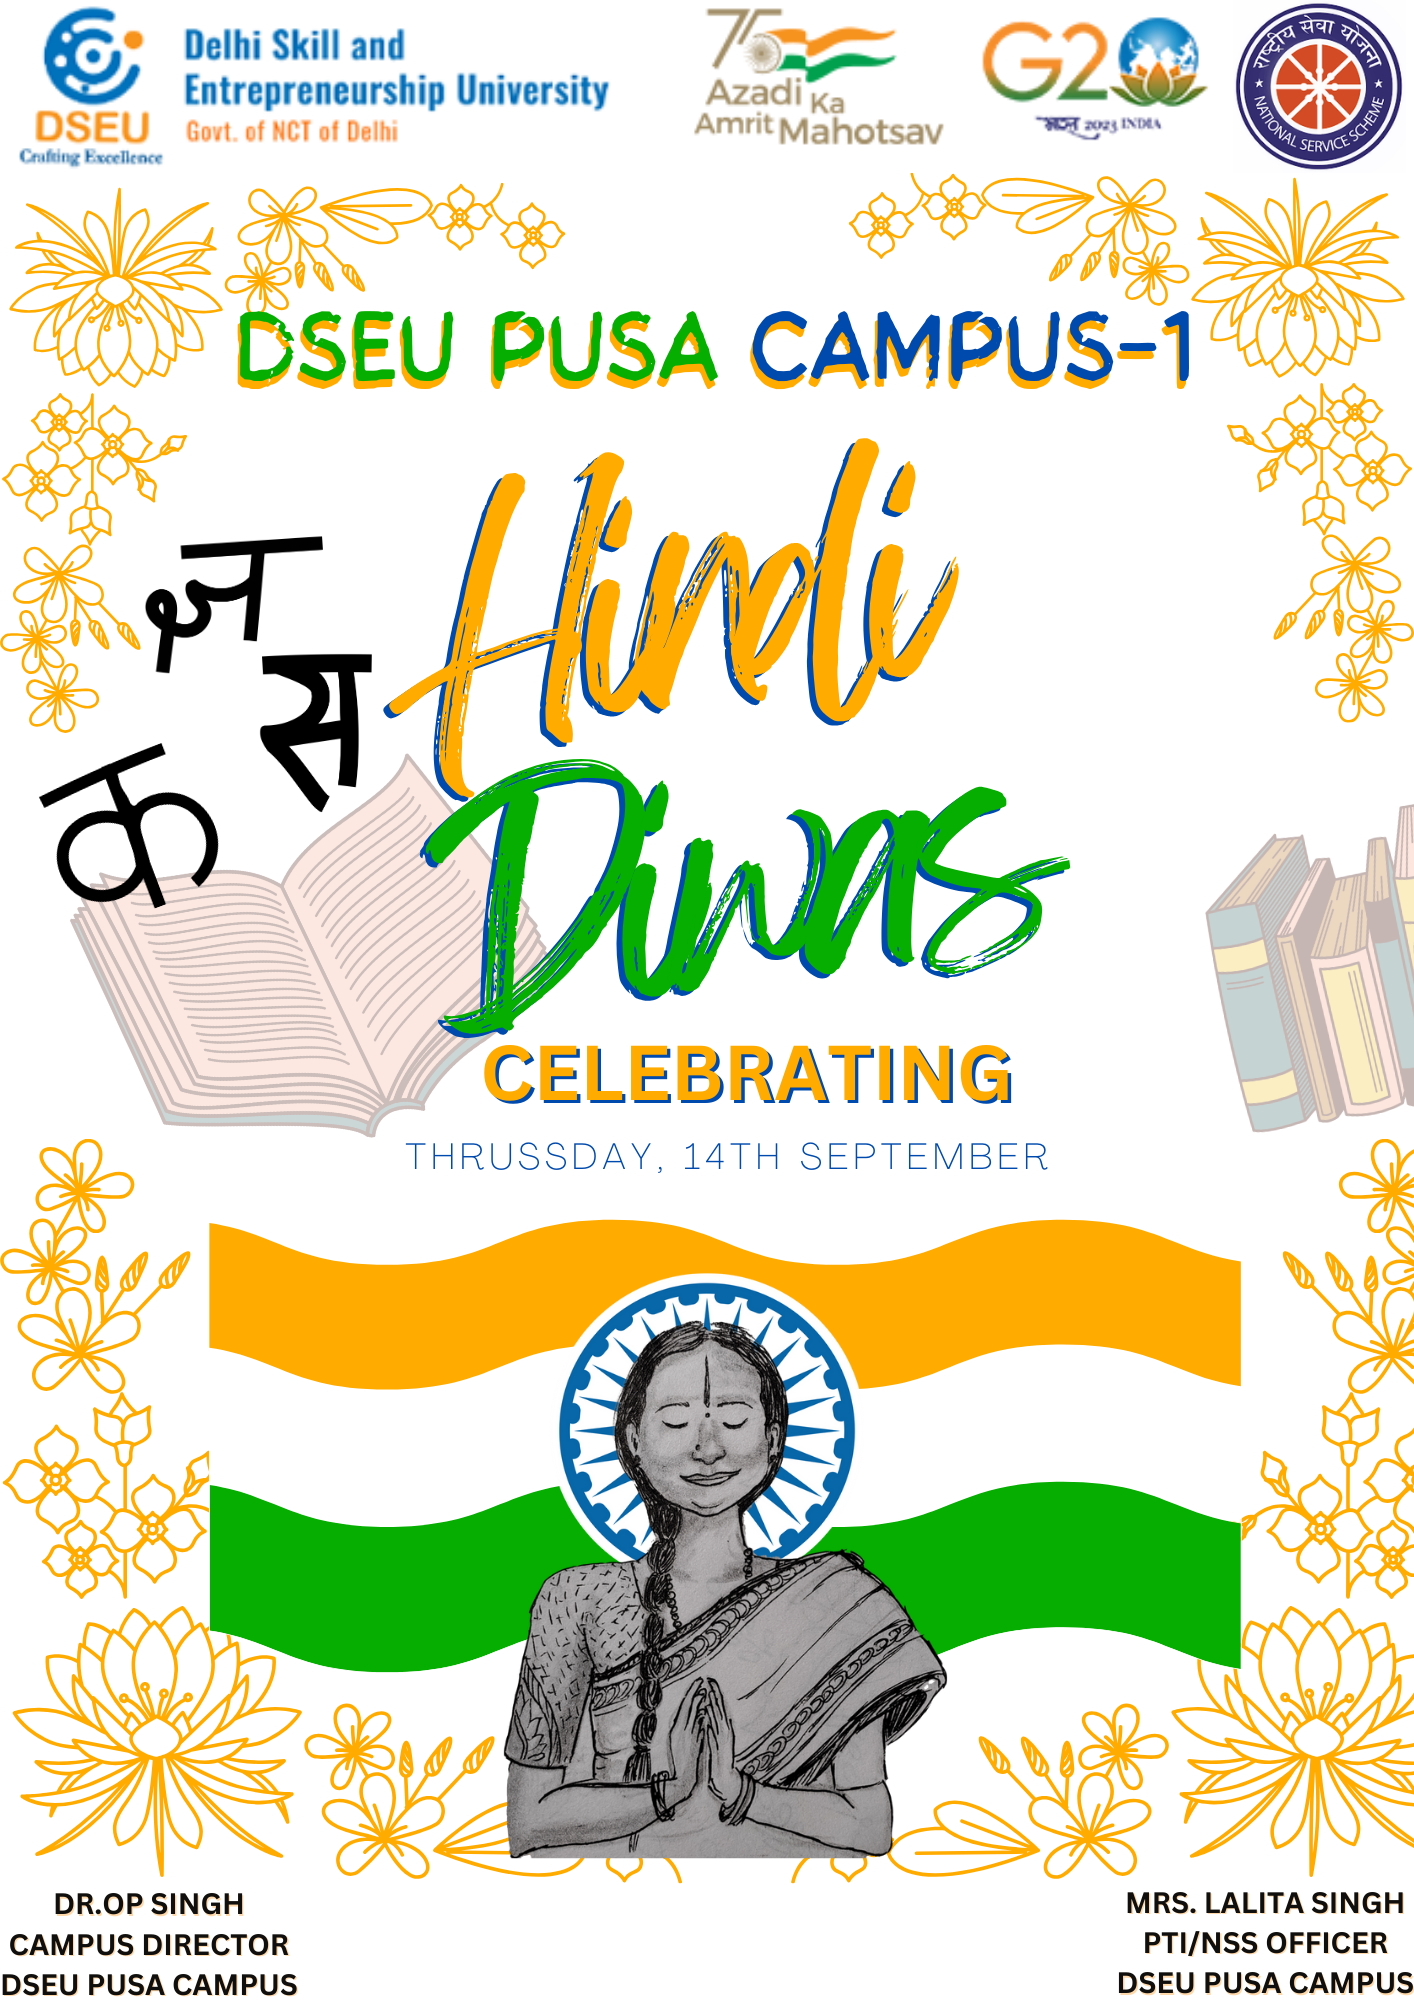 DSEU
Crafting Excellence
Delhi Skill and
Entrepreneurship University
Govt. of NCT of Delhi
75
Azadi Ka
Amrit Mahotsav
G20
भारत 2023 INDIA
राष्ट्रीय सेवा योजना
NATIONAL SERVICE SCHEME
DSEU PUSA CAMPUS-1
Hindi
ज्ञ
स
क
Diwas
CELEBRATING
THRUSSDAY, 14TH SEPTEMBER
DR.OP SINGH
CAMPUS DIRECTOR
DSEU PUSA CAMPUS
MRS. LALITA SINGH
PTI/NSS OFFICER
DSEU PUSA CAMPUS